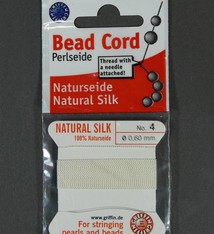 Bead Cord
Perlseide
Thread with
a needle
attached!
Naturseide
Natural Silk
NATURAL SILK
100% Naturseide
No. 4
Ø 0,60 mm
www.griffin.de
For stringing
pearls and beads